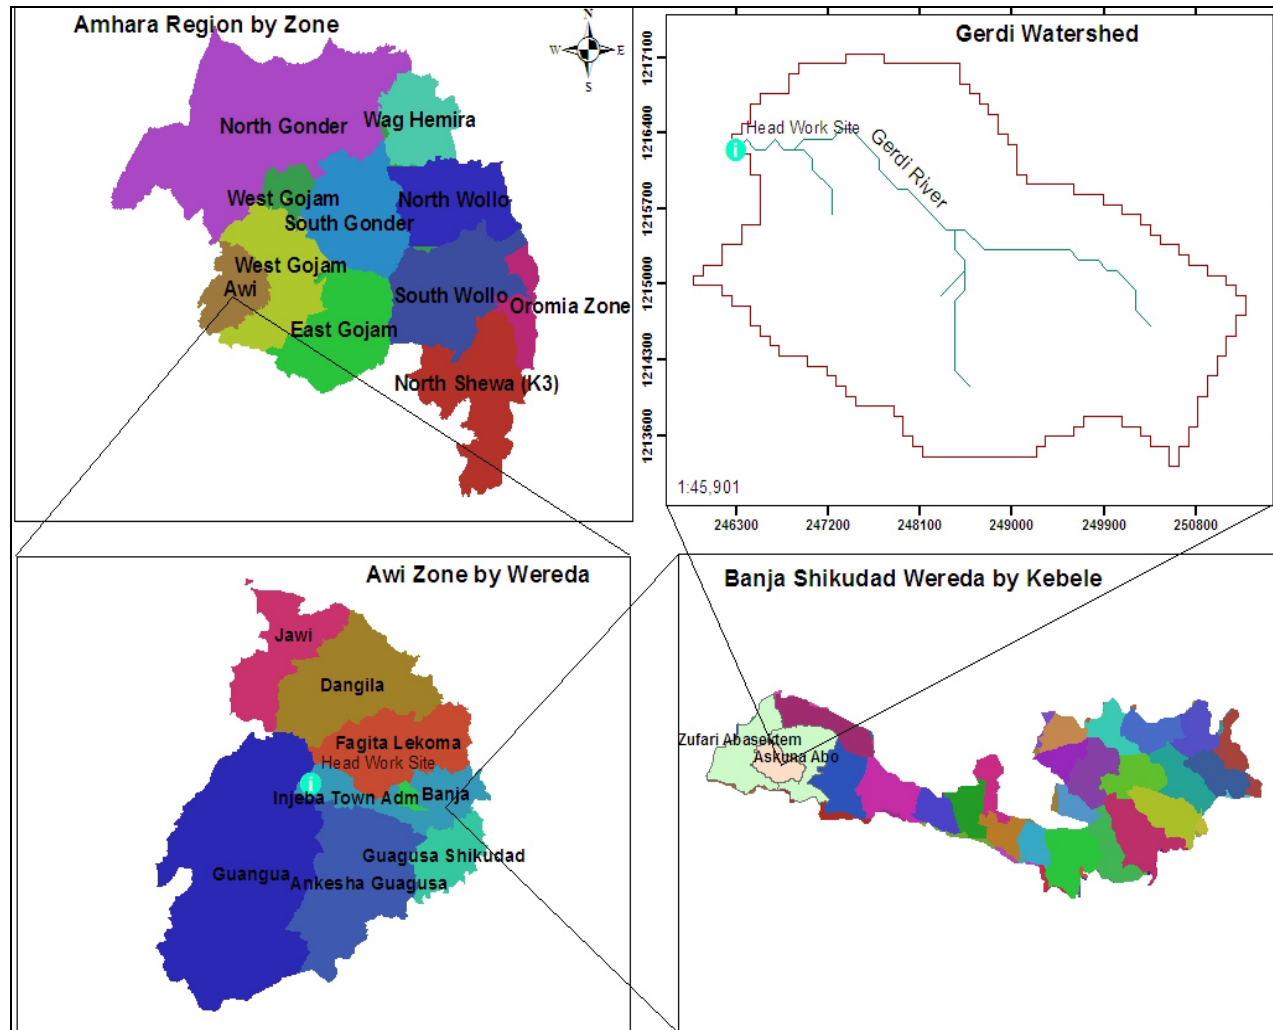 Amhara Region by Zone
N
W
E
S
North Gonder
Wag Hemira
West Gojam
South Gonder
North Wollo
West Gojam
Awi
South Wollo
Oromia Zone
East Gojam
North Shewa (K3)
Gerdi Watershed
1217100
1216400
1215700
1215000
1214300
1213600
Head Work Site
i
Gerdi River
1:45,901
246300 247200 248100 249000 249900 250800
Awi Zone by Wereda
Jawi
Dangila
Fagita Lekoma
Head Work Site
i
Injeba Town Adm
Banja
Guagusa Shikudad
Guangua
Ankesha Guagusa
Banja Shikudad Wereda by Kebele
Zufari Abasektem
Askuna Abo